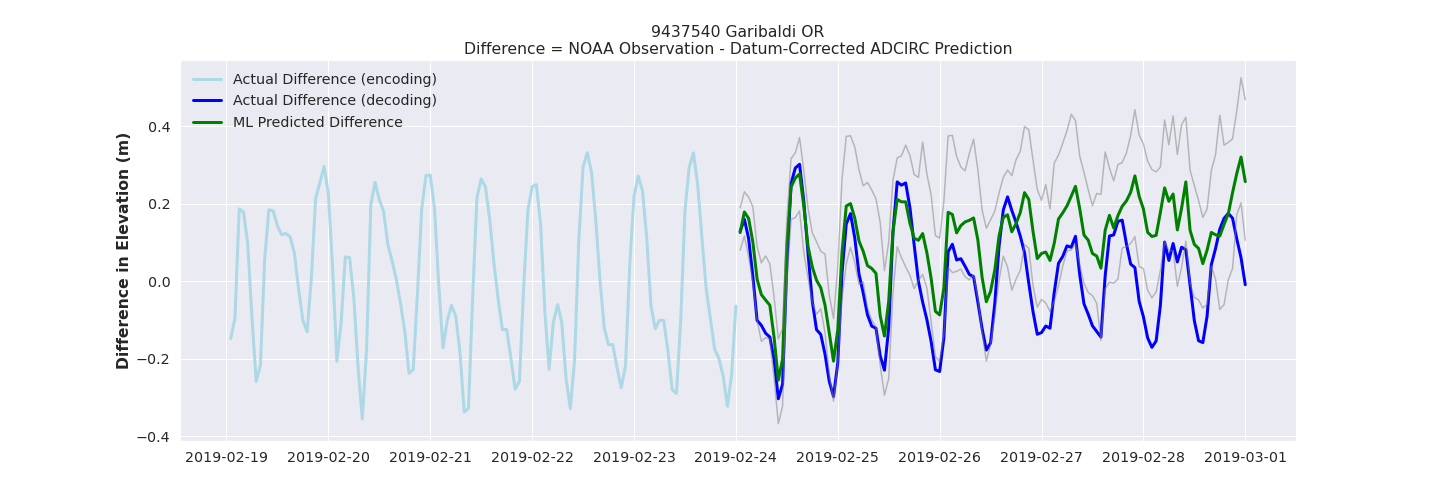 9437540 Garibaldi OR
Difference = NOAA Observation - Datum-Corrected ADCIRC Prediction
Actual Difference (encoding)
Actual Difference (decoding)
ML Predicted Difference
Difference in Elevation (m)
0.4
0.2
0.0
−0.2
−0.4
2019-02-19 2019-02-20 2019-02-21 2019-02-22 2019-02-23 2019-02-24 2019-02-25 2019-02-26 2019-02-27 2019-02-28 2019-03-01